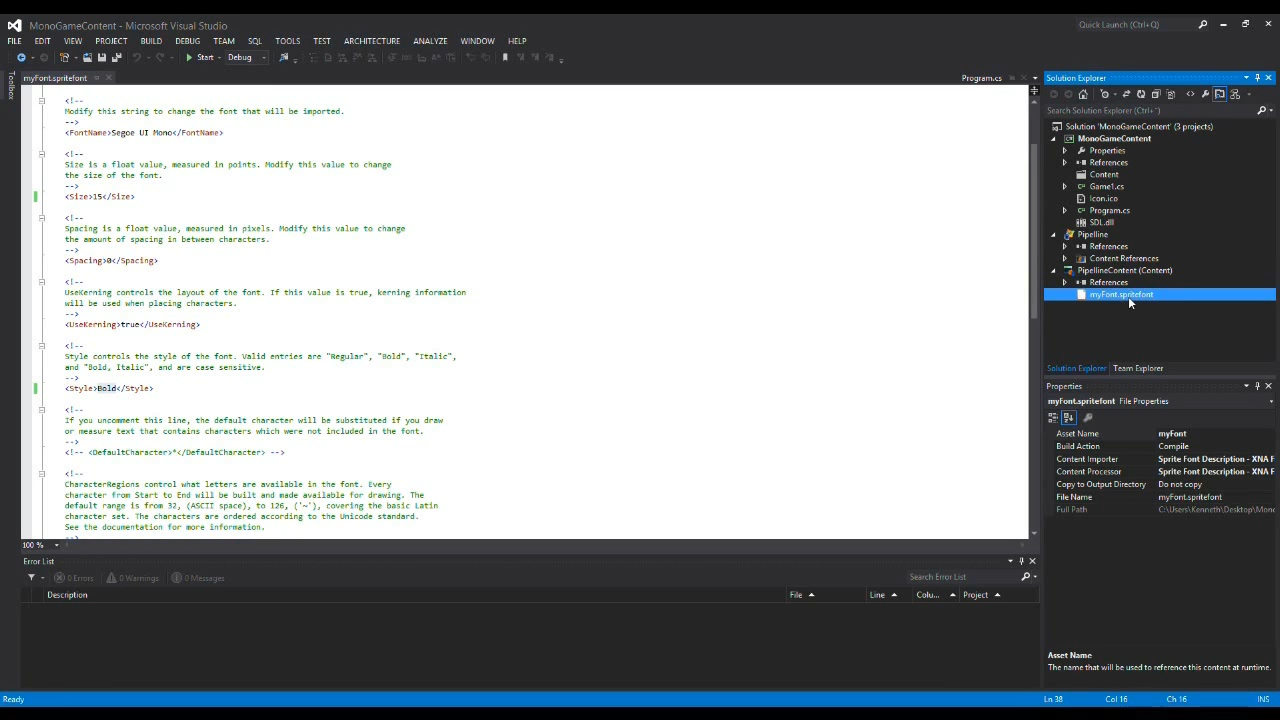 MonoGameContent - Microsoft Visual Studio
Quick Launch (Ctrl+Q)
FILE EDIT VIEW PROJECT BUILD DEBUG TEAM SQL TOOLS TEST ARCHITECTURE ANALYZE WINDOW HELP
Start Debug
Toolbox
myFont.spritefont
Program.cs
<!--
Modify this string to change the font that will be imported.
-->
<FontName>Segoe UI Mono</FontName>
<!--
Size is a float value, measured in points. Modify this value to change
the size of the font.
-->
<Size>15</Size>
<!--
Spacing is a float value, measured in pixels. Modify this value to change
the amount of spacing in between characters.
-->
<Spacing>0</Spacing>
<!--
UseKerning controls the layout of the font. If this value is true, kerning information
will be used when placing characters.
-->
<UseKerning>true</UseKerning>
<!--
Style controls the style of the font. Valid entries are "Regular", "Bold", "Italic",
and "Bold, Italic", and are case sensitive.
-->
<Style>Bold</Style>
<!--
If you uncomment this line, the default character will be substituted if you draw
or measure text that contains characters which were not included in the font.
-->
<!-- <DefaultCharacter>*</DefaultCharacter> -->
<!--
CharacterRegions control what letters are available in the font. Every
character from Start to End will be built and made available for drawing. The
default range is from 32, (ASCII space), to 126, ('~'), covering the basic Latin
character set. The characters are ordered according to the Unicode standard.
See the documentation for more information.
-->
100 %
Error List
0 Errors 0 Warnings 0 Messages
Search Error List
Description File Line Colu... Project
Solution Explorer
Search Solution Explorer (Ctrl+¨)
Solution 'MonoGameContent' (3 projects)
MonoGameContent
Properties
References
Content
Game1.cs
Icon.ico
Program.cs
SDL.dll
Pipelline
References
Content References
PipellineContent (Content)
References
myFont.spritefont
Solution Explorer Team Explorer
Properties
myFont.spritefont File Properties
Asset Name myFont
Build Action Compile
Content Importer Sprite Font Description - XNA F
Content Processor Sprite Font Description - XNA F
Copy to Output Directory Do not copy
File Name myFont.spritefont
Full Path C:\Users\Kenneth\Desktop\Mono
Asset Name
The name that will be used to reference this content at runtime.
Ready Ln 38 Col 16 Ch 16 INS